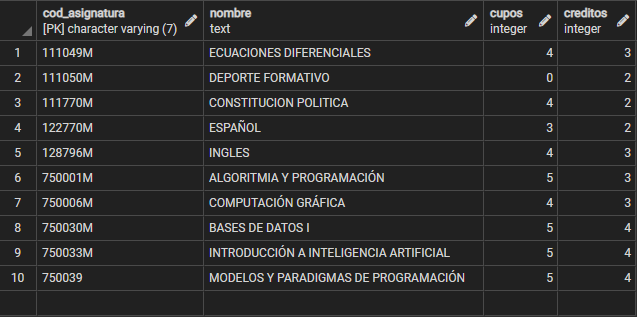 cod_asignatura nombre cupos creditos
[PK] character varying (7) text integer integer
1 111049M ECUACIONES DIFERENCIALES 4 3
2 111050M DEPORTE FORMATIVO 0 2
3 111770M CONSTITUCION POLITICA 4 2
4 122770M ESPAÑOL 3 2
5 128796M INGLES 4 3
6 750001M ALGORITMIA Y PROGRAMACIÓN 5 3
7 750006M COMPUTACIÓN GRÁFICA 4 3
8 750030M BASES DE DATOS I 5 4
9 750033M INTRODUCCIÓN A INTELIGENCIA ARTIFICIAL 5 4
10 750039 MODELOS Y PARADIGMAS DE PROGRAMACIÓN 5 4